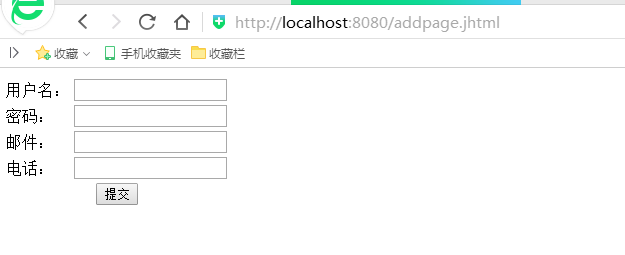 http://localhost:8080/addpage.jhtml
收藏 手机收藏夹 收藏栏
用户名：
密码：
邮件：
电话：
提交